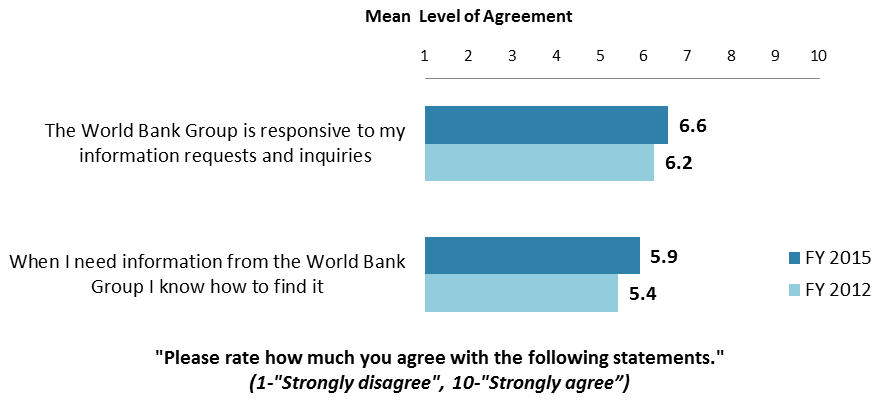 Mean Level of Agreement
1 2 3 4 5 6 7 8 9 10
The World Bank Group is responsive to my
information requests and inquiries
6.6
6.2
When I need information from the World Bank
Group I know how to find it
5.9
5.4
FY 2015
FY 2012
"Please rate how much you agree with the following statements."
(1-"Strongly disagree", 10-"Strongly agree”)